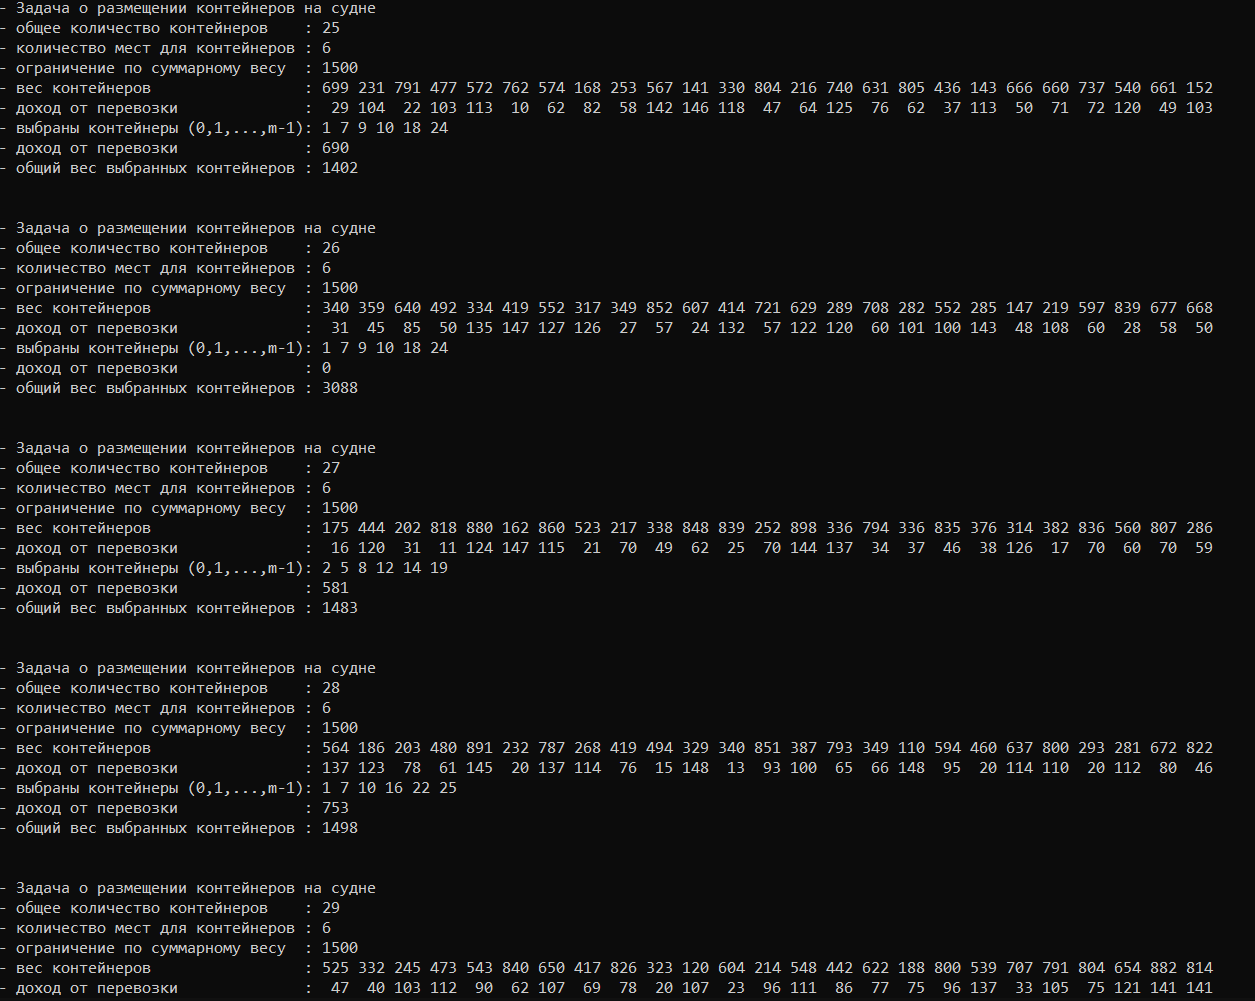 - Задача о размещении контейнеров на судне
- общее количество контейнеров    : 25
- количество мест для контейнеров : 6
- ограничение по суммарному весу  : 1500
- вес контейнеров                 : 699 231 791 477 572 762 574 168 253 567 141 330 804 216 740 631 805 436 143 666 660 737 540 661 152
- доход от перевозки              :  29 104  22 103 113  10  62  82  58 142 146 118  47  64 125  76  62  37 113  50  71  72 120  49 103
- выбраны контейнеры (0,1,...,m-1): 1 7 9 10 18 24
- доход от перевозки              : 690
- общий вес выбранных контейнеров : 1402
- Задача о размещении контейнеров на судне
- общее количество контейнеров    : 26
- количество мест для контейнеров : 6
- ограничение по суммарному весу  : 1500
- вес контейнеров                 : 340 359 640 492 334 419 552 317 349 852 607 414 721 629 289 708 282 552 285 147 219 597 839 677 668
- доход от перевозки              :  31  45  85  50 135 147 127 126  27  57  24 132  57 122 120  60 101 100 143  48 108  60  28  58  50
- выбраны контейнеры (0,1,...,m-1): 1 7 9 10 18 24
- доход от перевозки              : 0
- общий вес выбранных контейнеров : 3088
- Задача о размещении контейнеров на судне
- общее количество контейнеров    : 27
- количество мест для контейнеров : 6
- ограничение по суммарному весу  : 1500
- вес контейнеров                 : 175 444 202 818 880 162 860 523 217 338 848 839 252 898 336 794 336 835 376 314 382 836 560 807 286
- доход от перевозки              :  16 120  31  11 124 147 115  21  70  49  62  25  70 144 137  34  37  46  38 126  17  70  60  70  59
- выбраны контейнеры (0,1,...,m-1): 2 5 8 12 14 19
- доход от перевозки              : 581
- общий вес выбранных контейнеров : 1483
- Задача о размещении контейнеров на судне
- общее количество контейнеров    : 28
- количество мест для контейнеров : 6
- ограничение по суммарному весу  : 1500
- вес контейнеров                 : 564 186 203 480 891 232 787 268 419 494 329 340 851 387 793 349 110 594 460 637 800 293 281 672 822
- доход от перевозки              : 137 123  78  61 145  20 137 114  76  15 148  13  93 100  65  66 148  95  20 114 110  20 112  80  46
- выбраны контейнеры (0,1,...,m-1): 1 7 10 16 22 25
- доход от перевозки              : 753
- общий вес выбранных контейнеров : 1498
- Задача о размещении контейнеров на судне
- общее количество контейнеров    : 29
- количество мест для контейнеров : 6
- ограничение по суммарному весу  : 1500
- вес контейнеров                 : 525 332 245 473 543 840 650 417 826 323 120 604 214 548 442 622 188 800 539 707 791 804 654 882 814
- доход от перевозки              :  47  40 103 112  90  62 107  69  78  20 107  23  96 111  86  77  75  96 137  33 105  75 121 141 141